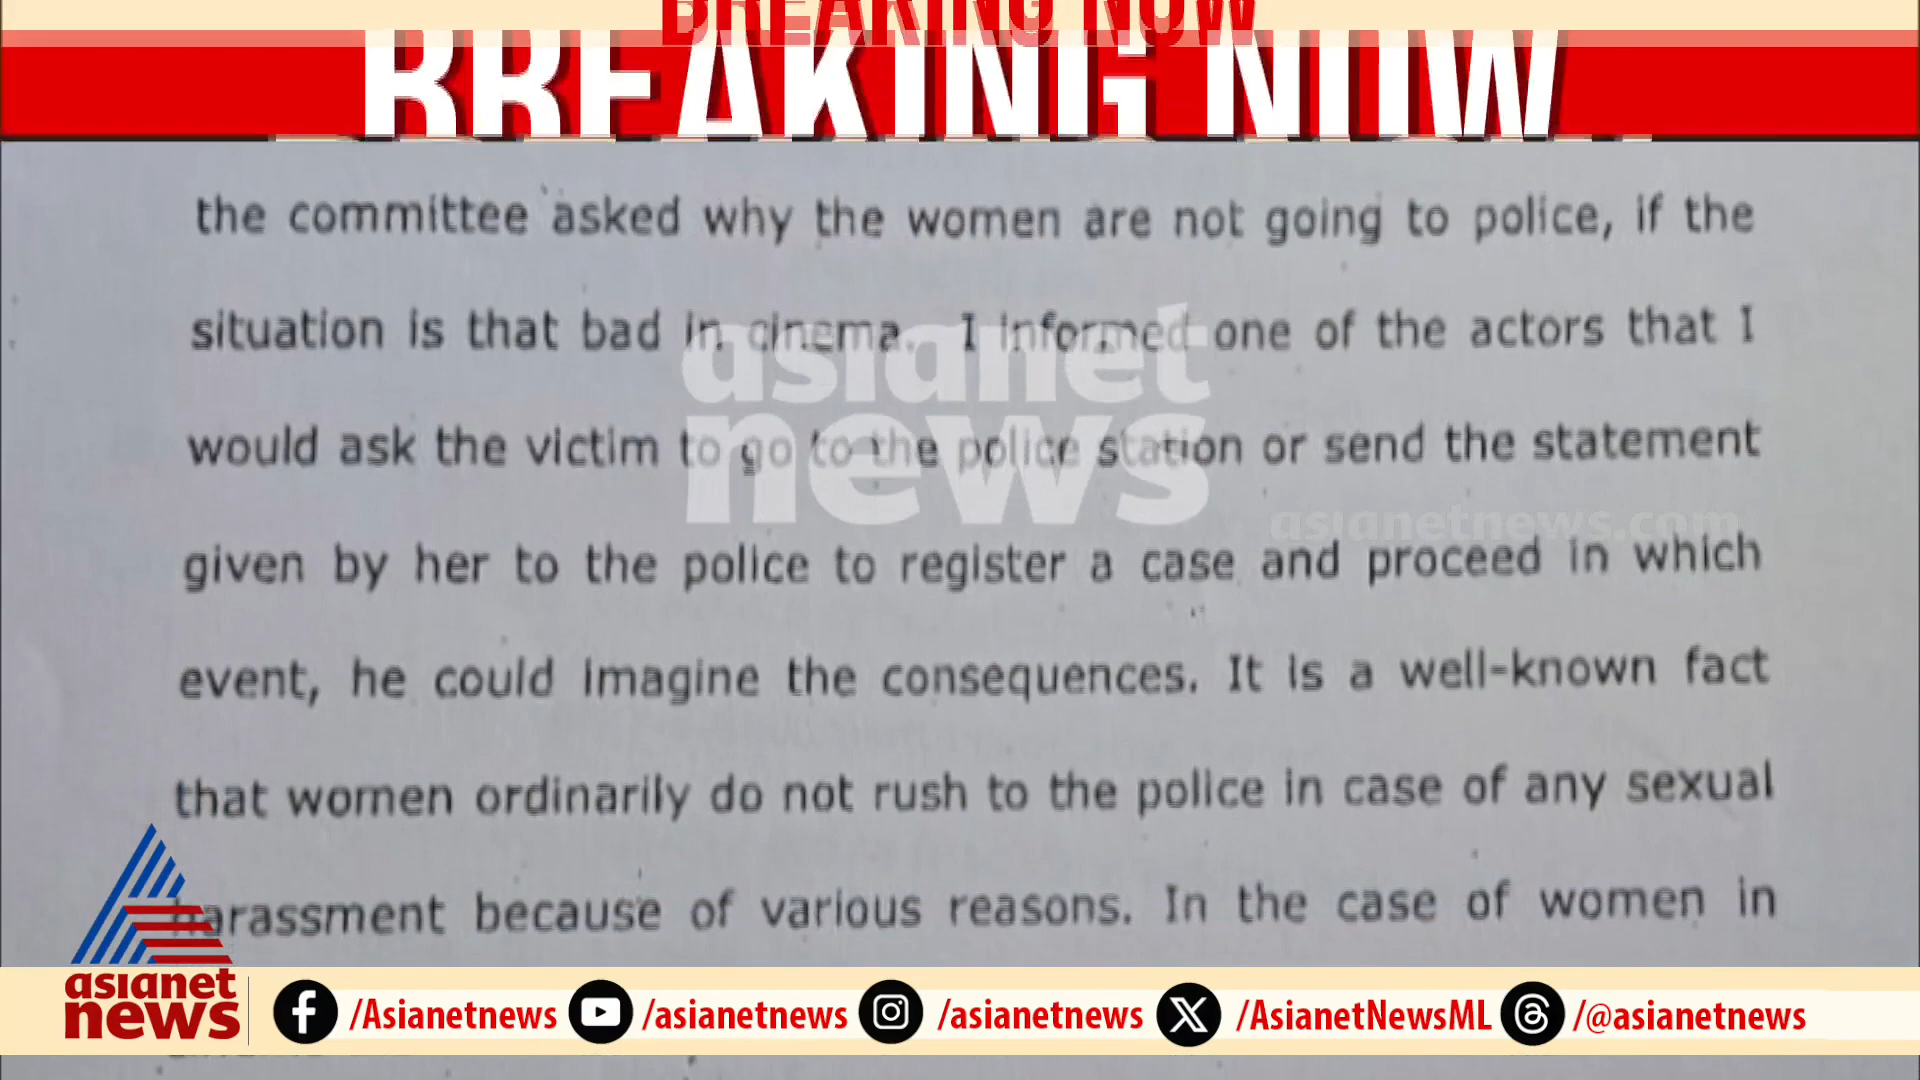 BREAKING NOW
BREAKING NOW
the committee asked why the women are not going to police, if the
situation is that bad in cinema. I informed one of the actors that I
would ask the victim to go to the police station or send the statement
given by her to the police to register a case and proceed in which
event, he could imagine the consequences. It is a well-known fact
that women ordinarily do not rush to the police in case of any sexual
harassment because of various reasons. In the case of women in
asianet
news
asianetnews.com
asianet
news
/Asianetnews /asianetnews /asianetnews /AsianetNewsML /@asianetnews